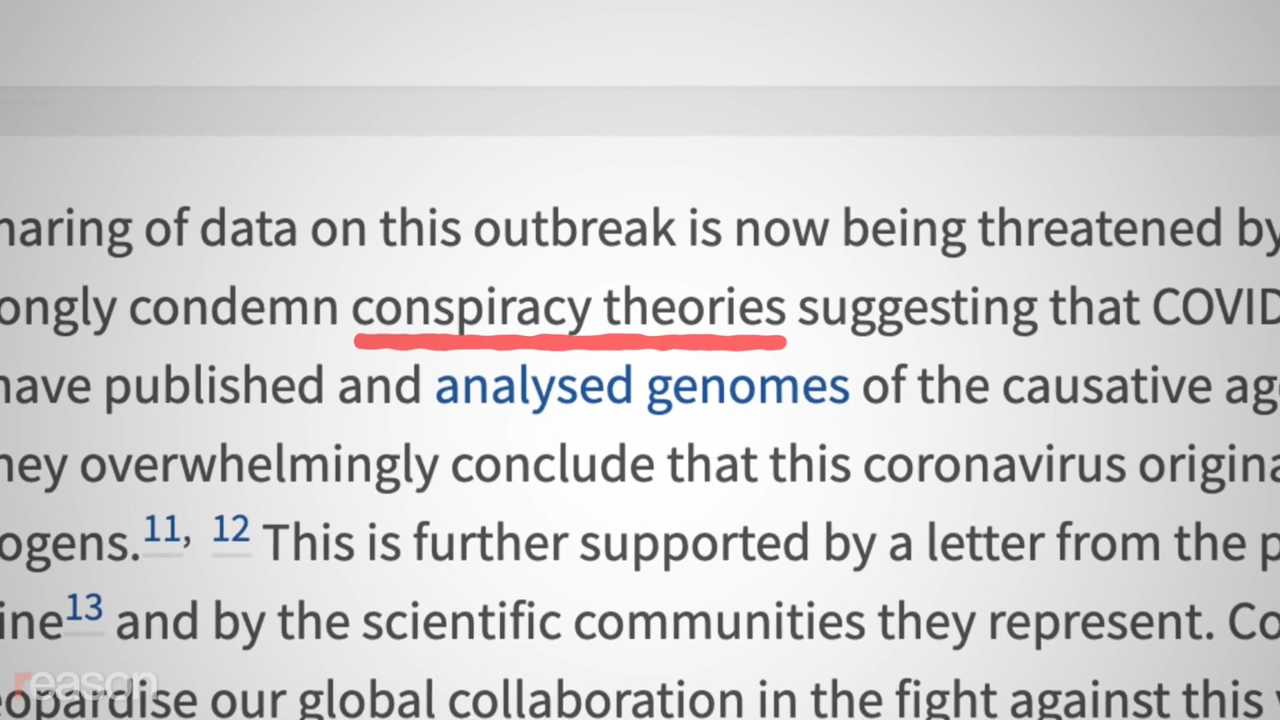 haring of data on this outbreak is now being threatened by
ongly condemn conspiracy theories suggesting that COVID
have published and analysed genomes of the causative ag
hey overwhelmingly conclude that this coronavirus origina
ogens.11, 12 This is further supported by a letter from the p
ine13 and by the scientific communities they represent. Co
eopardise our global collaboration in the fight against this
reason